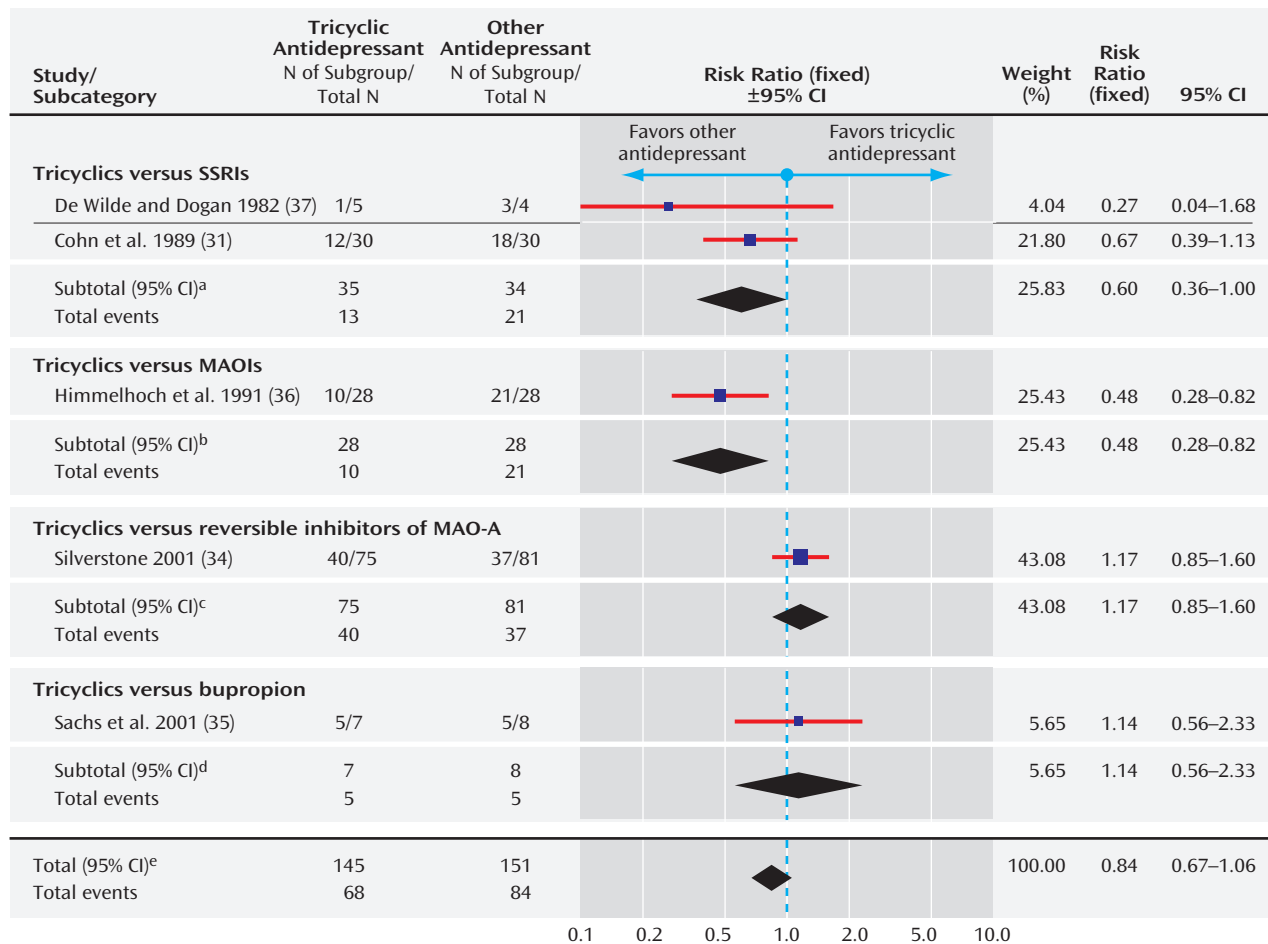 Study/
Subcategory
Tricyclic
Antidepressant
N of Subgroup/
Total N
Other
Antidepressant
N of Subgroup/
Total N
Risk Ratio (fixed)
±95% CI
Weight
(%)
Risk
Ratio
(fixed)
95% CI
Favors other
antidepressant
Favors tricyclic
antidepressant
Tricyclics versus SSRIs
De Wilde and Dogan 1982 (37) 1/5 3/4 4.04 0.27 0.04–1.68
Cohn et al. 1989 (31) 12/30 18/30 21.80 0.67 0.39–1.13
Subtotal (95% CI)a 35 34 25.83 0.60 0.36–1.00
Total events 13 21
Tricyclics versus MAOIs
Himmelhoch et al. 1991 (36) 10/28 21/28 25.43 0.48 0.28–0.82
Subtotal (95% CI)b 28 28 25.43 0.48 0.28–0.82
Total events 10 21
Tricyclics versus reversible inhibitors of MAO-A
Silverstone 2001 (34) 40/75 37/81 43.08 1.17 0.85–1.60
Subtotal (95% CI)c 75 81 43.08 1.17 0.85–1.60
Total events 40 37
Tricyclics versus bupropion
Sachs et al. 2001 (35) 5/7 5/8 5.65 1.14 0.56–2.33
Subtotal (95% CI)d 7 8 5.65 1.14 0.56–2.33
Total events 5 5
Total (95% CI)e 145 151 100.00 0.84 0.67–1.06
Total events 68 84
0.1 0.2 0.5 1.0 2.0 5.0 10.0